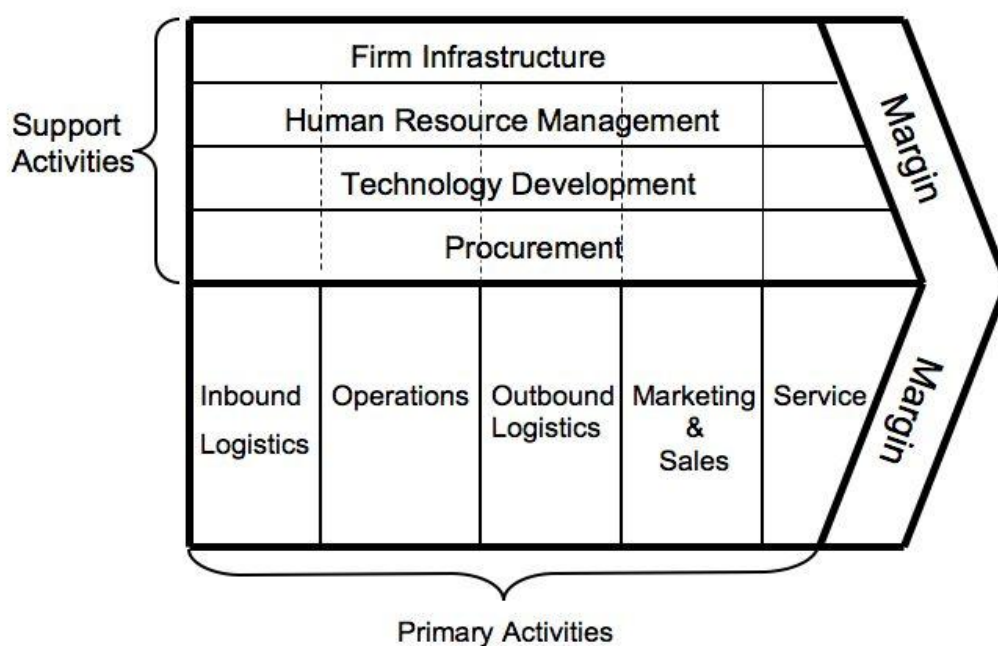 Firm Infrastructure
Support
Activities
Human Resource Management
Technology Development
Procurement
Margin
Inbound
Logistics
Operations
Outbound
Logistics
Marketing
&
Sales
Service
Margin
Primary Activities